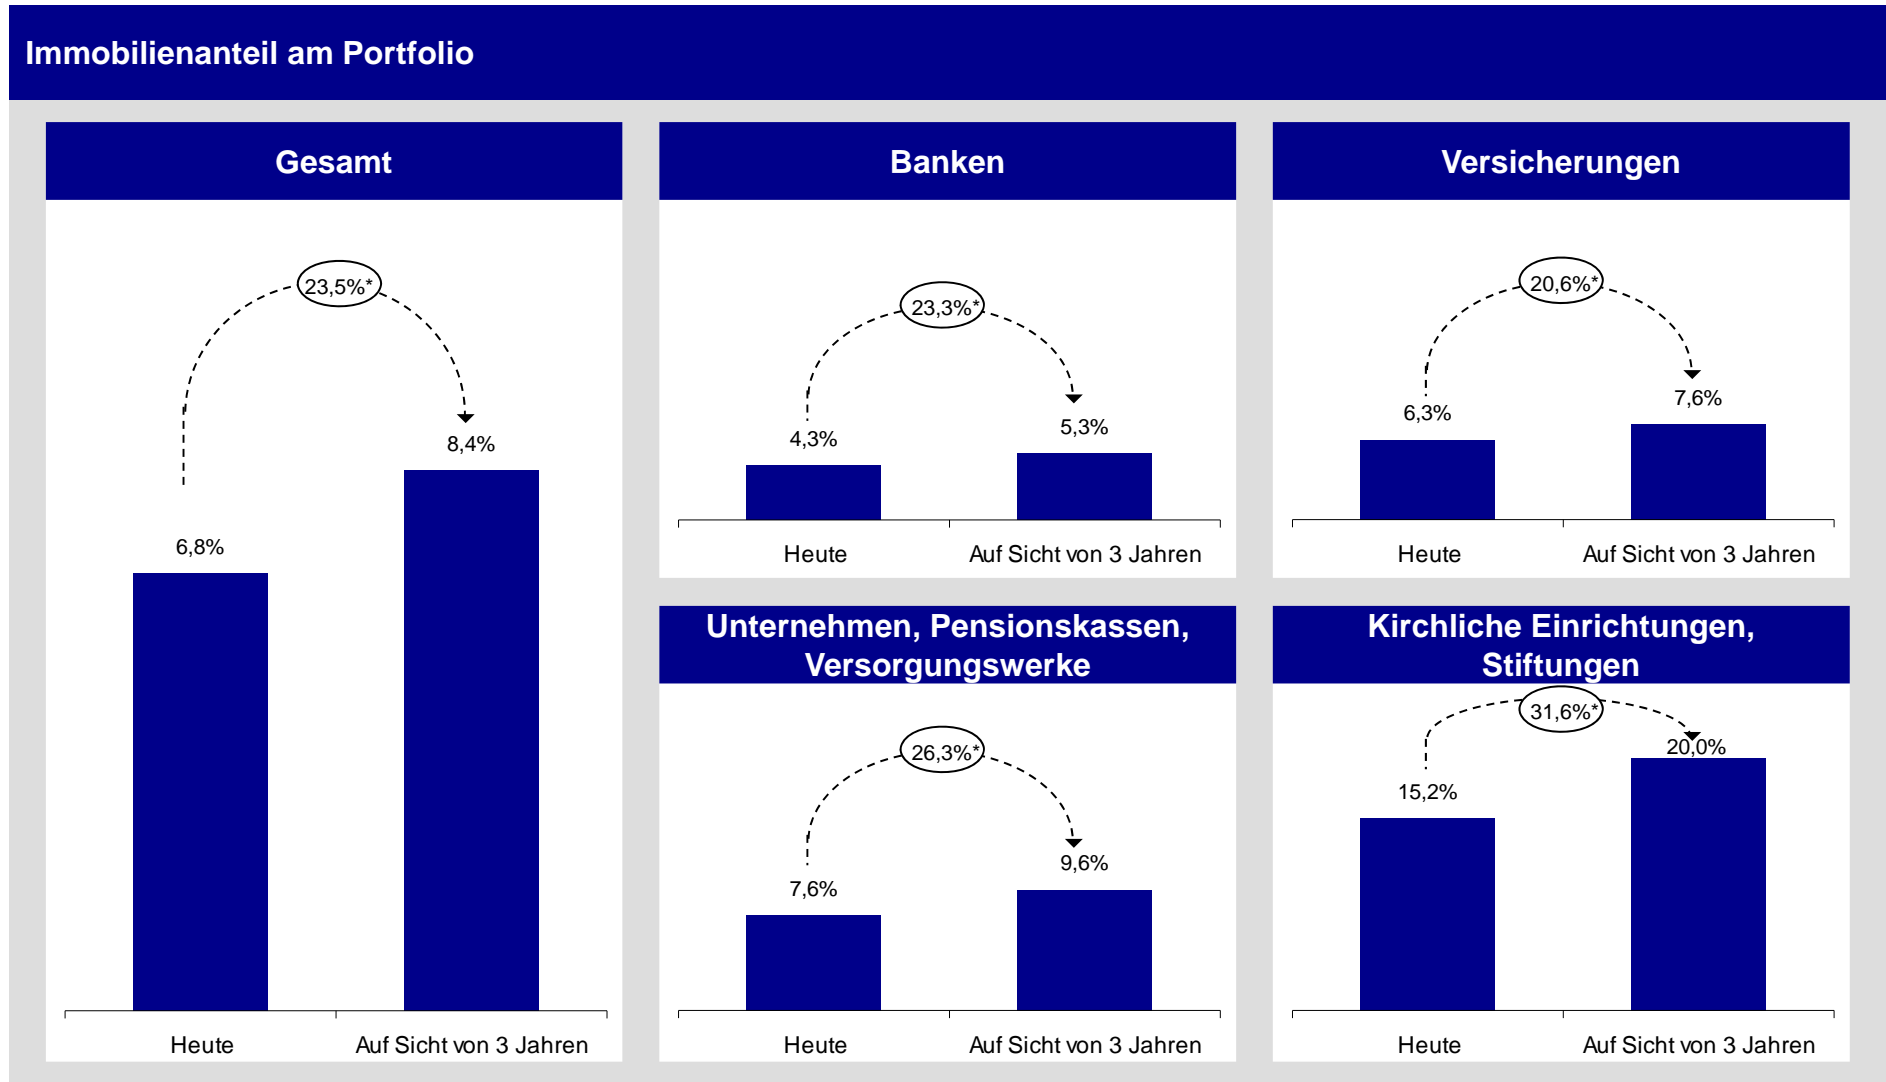 Immobilienanteil am Portfolio
Gesamt
23,5%*
8,4%
6,8%
Heute Auf Sicht von 3 Jahren
Banken
23,3%*
5,3%
4,3%
Heute Auf Sicht von 3 Jahren
Versicherungen
20,6%*
7,6%
6,3%
Heute Auf Sicht von 3 Jahren
Unternehmen, Pensionskassen,
Versorgungswerke
26,3%*
9,6%
7,6%
Heute Auf Sicht von 3 Jahren
Kirchliche Einrichtungen,
Stiftungen
31,6%*
20,0%
15,2%
Heute Auf Sicht von 3 Jahren